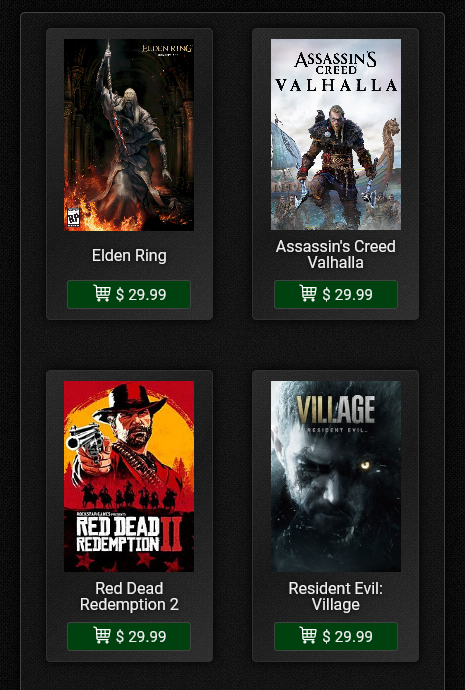 ELDEN RING
RP
Elden Ring
$ 29.99
ASSASSIN'S
CREED
VALHALLA
Assassin's Creed
Valhalla
$ 29.99
ROCKSTAR GAMES PRESENTS
RED DEAD
REDEMPTION II
Red Dead
Redemption 2
$ 29.99
VILLAGE
RESIDENT EVIL
Resident Evil:
Village
$ 29.99